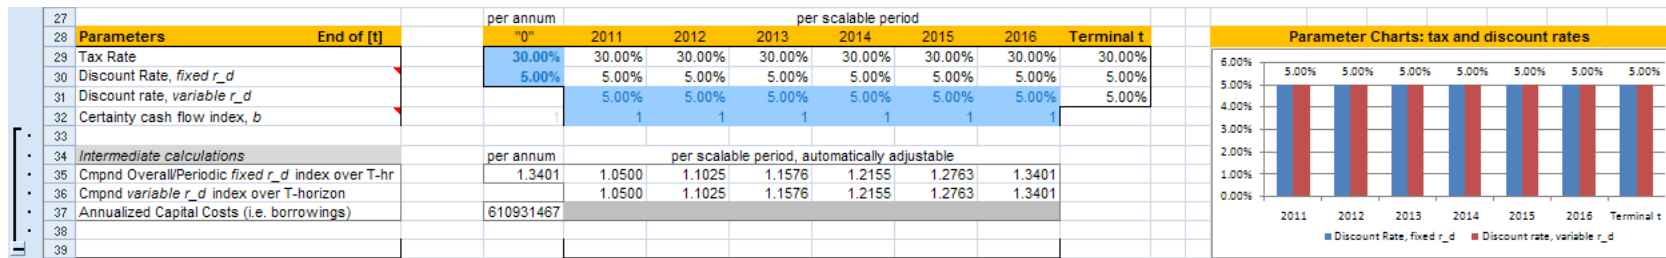 27 per annum per scalable period
28 Parameters End of [t] "0" 2011 2012 2013 2014 2015 2016 Terminal t Parameter Charts: tax and discount rates
29 Tax Rate 30.00% 30.00% 30.00% 30.00% 30.00% 30.00% 30.00% 30.00%
30 Discount Rate, fixed r_d 5.00% 5.00% 5.00% 5.00% 5.00% 5.00% 5.00% 5.00%
31 Discount rate, variable r_d 5.00% 5.00% 5.00% 5.00% 5.00% 5.00% 5.00%
32 Certainty cash flow index, b 1 1 1 1 1 1 1
33
34 Intermediate calculations per annum per scalable period, automatically adjustable
35 Cmpnd Overall/Periodic fixed r_d index over T-hr 1.3401 1.0500 1.1025 1.1576 1.2155 1.2763 1.3401
36 Cmpnd variable r_d index over T-horizon 1.0500 1.1025 1.1576 1.2155 1.2763 1.3401
37 Annualized Capital Costs (i.e. borrowings) 610931467
38
39
6.00%
5.00% 5.00% 5.00% 5.00% 5.00% 5.00% 5.00%
5.00%
4.00%
3.00%
2.00%
1.00%
0.00%
2011 2012 2013 2014 2015 2016 Terminal t
Discount Rate, fixed r_d Discount rate, variable r_d